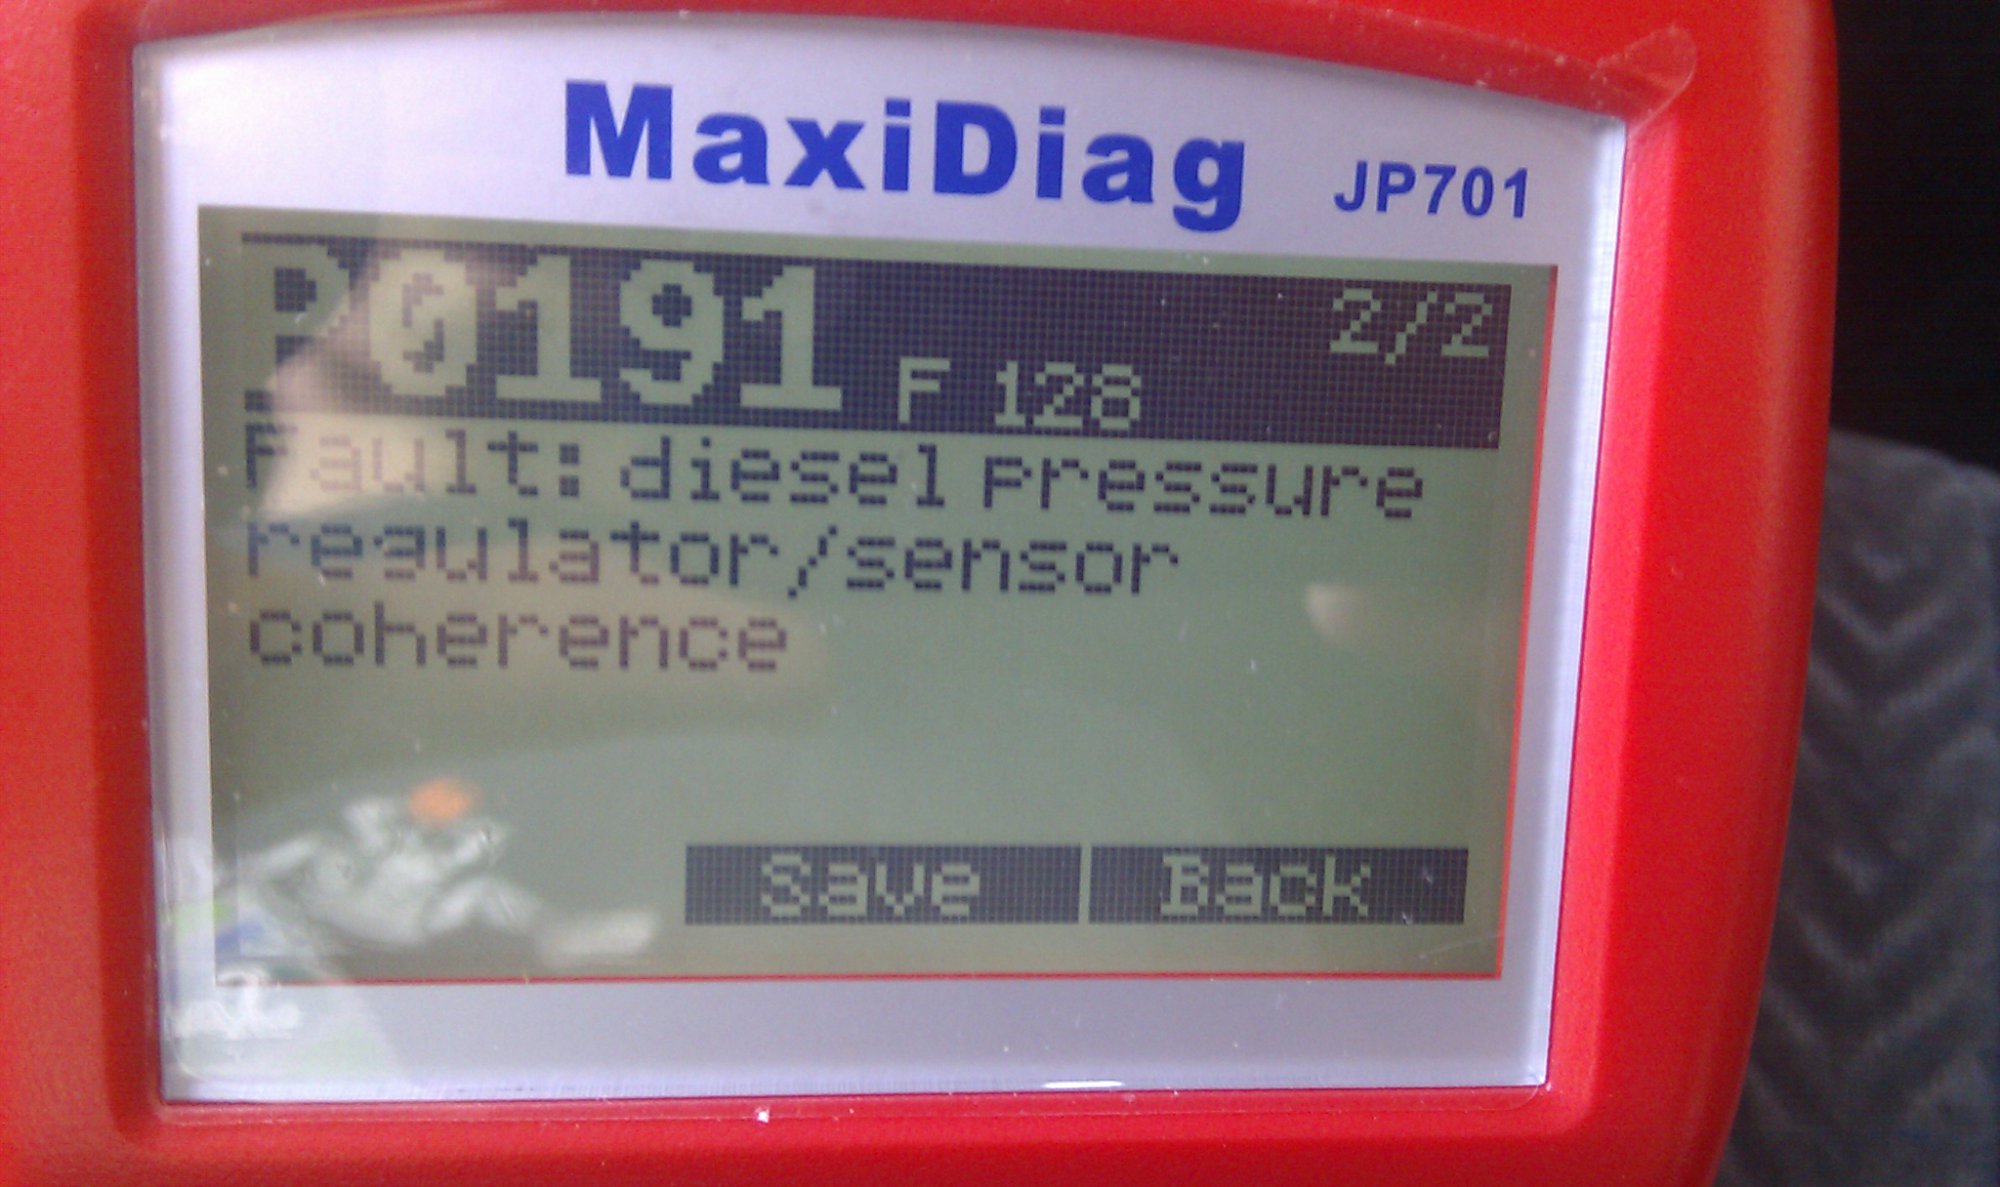 MaxiDiag JP701
P0191 F 128 2/2
Fault: diesel pressure
regulator/sensor
coherence
Save Back